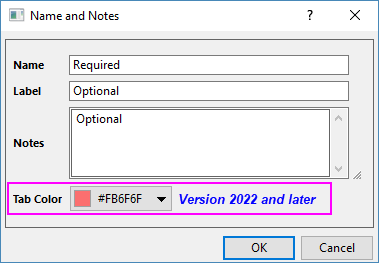 Name and Notes
Name Required
Label Optional
Notes Optional
Tab Color #FB6F6F Version 2022 and later
OK Cancel